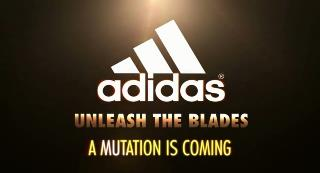 adidas®
UNLEASH THE BLADES
A MUTATION IS COMING